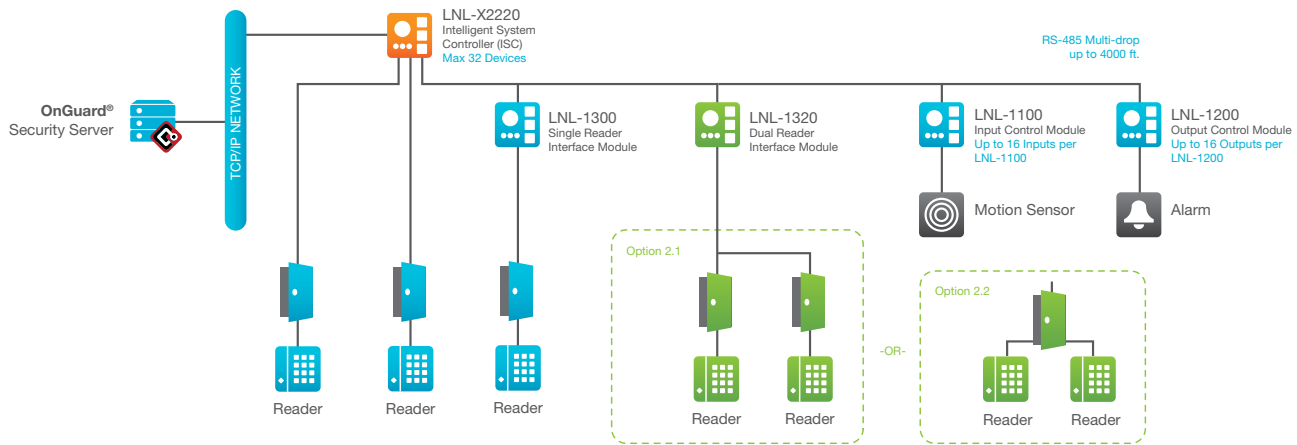 LNL-X2220
Intelligent System
Controller (ISC)
Max 32 Devices
RS-485 Multi-drop
up to 4000 ft.
OnGuard®
Security Server
TCP/IP NETWORK
LNL-1300
Single Reader
Interface Module
LNL-1320
Dual Reader
Interface Module
LNL-1100
Input Control Module
Up to 16 Inputs per
LNL-1100
LNL-1200
Output Control Module
Up to 16 Outputs per
LNL-1200
Motion Sensor
Alarm
Option 2.1
Option 2.2
-OR-
Reader
Reader
Reader
Reader
Reader
Reader
Reader